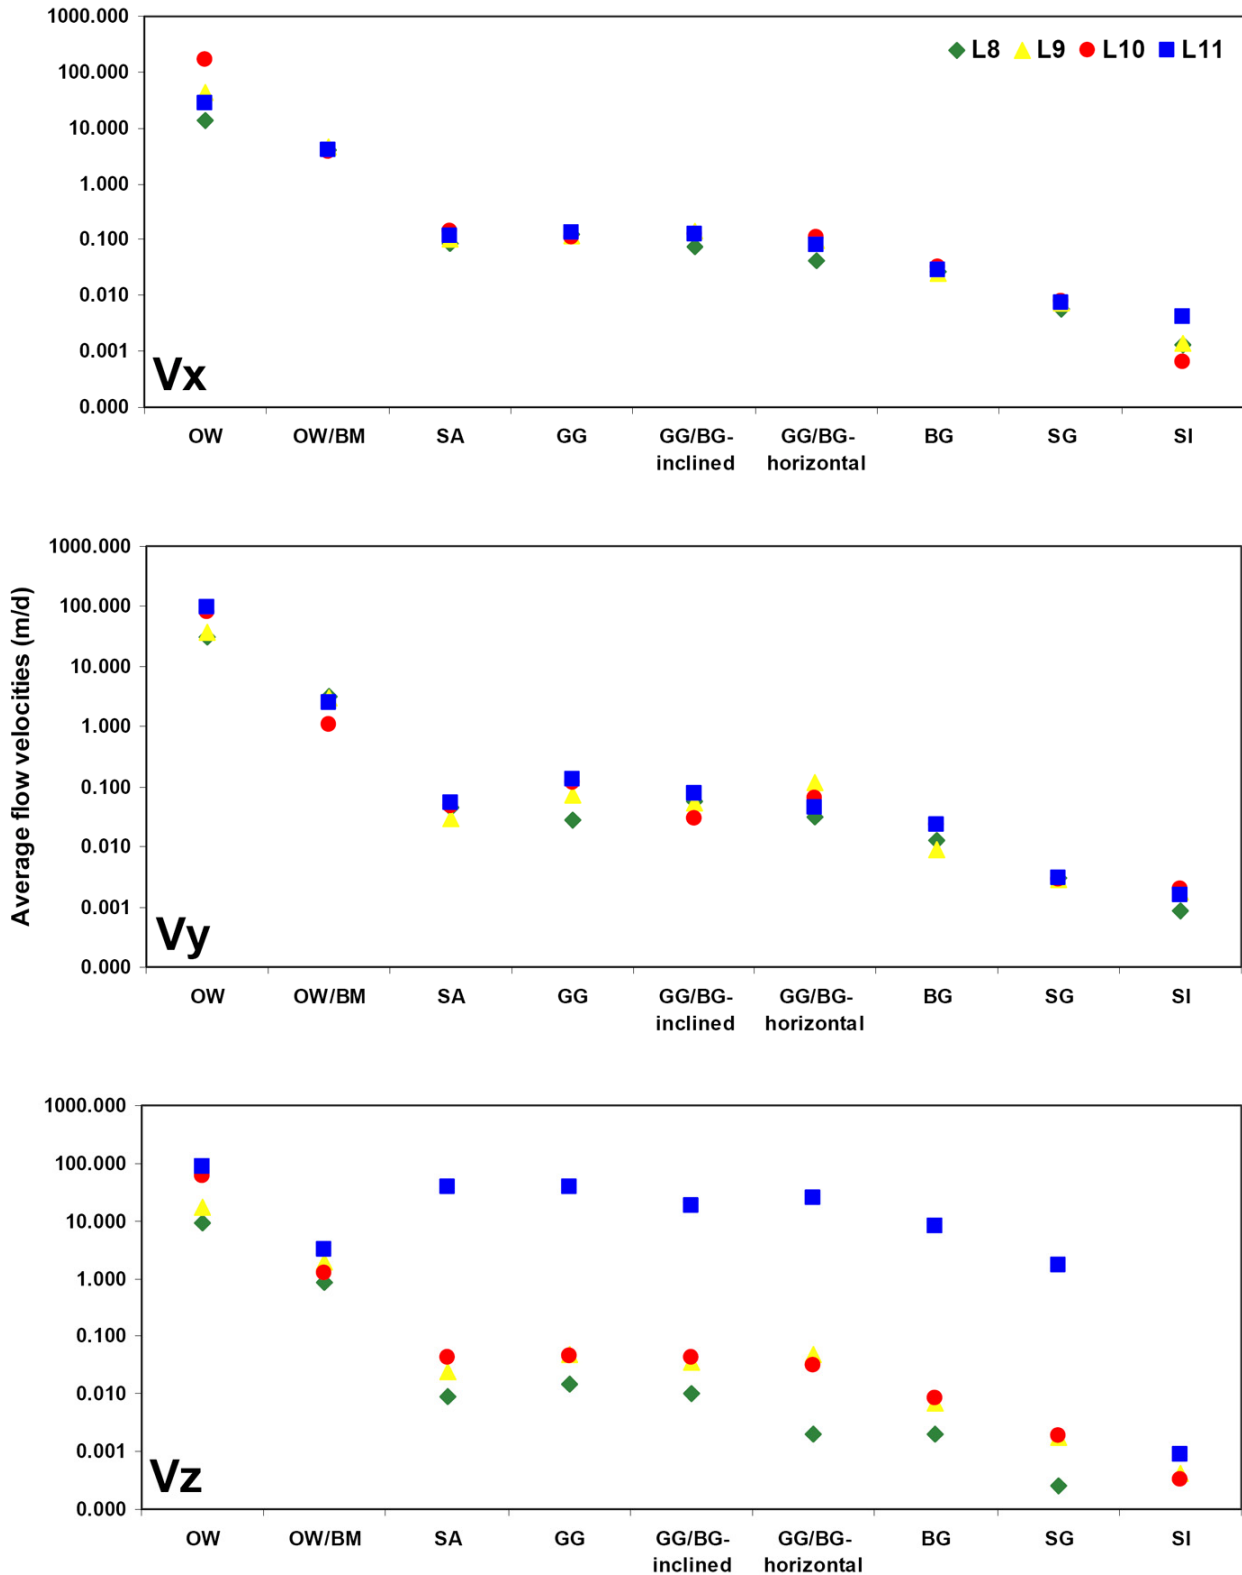 1000.000
L8 L9 L10 L11
100.000
10.000
1.000
0.100
0.010
0.001
Vx
0.000
OW OW/BM SA GG GG/BG- GG/BG- BG SG SI
inclined horizontal
Average flow velocities (m/d)
1000.000
100.000
10.000
1.000
0.100
0.010
0.001
Vy
0.000
OW OW/BM SA GG GG/BG- GG/BG- BG SG SI
inclined horizontal
1000.000
100.000
10.000
1.000
0.100
0.010
0.001
Vz
0.000
OW OW/BM SA GG GG/BG- GG/BG- BG SG SI
inclined horizontal